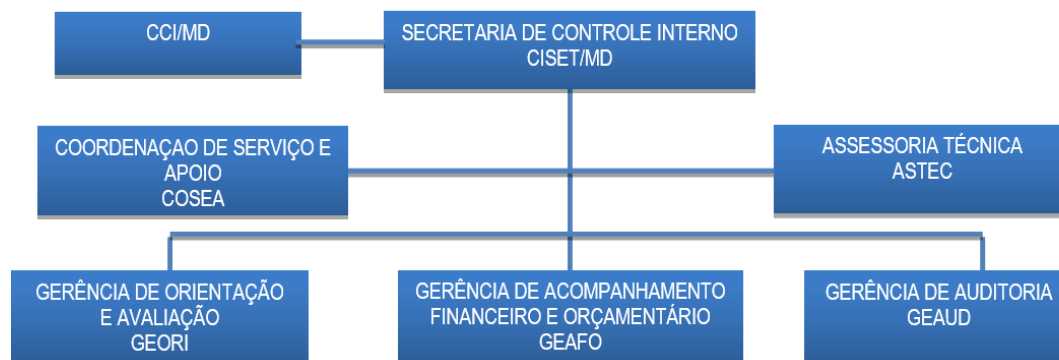 CCI/MD
SECRETARIA DE CONTROLE INTERNO
CISET/MD
COORDENAÇAO DE SERVIÇO E
APOIO
COSEA
ASSESSORIA TÉCNICA
ASTEC
GERÊNCIA DE ORIENTAÇÃO
E AVALIAÇÃO
GEORI
GERÊNCIA DE ACOMPANHAMENTO
FINANCEIRO E ORÇAMENTÁRIO
GEAFO
GERÊNCIA DE AUDITORIA
GEAUD